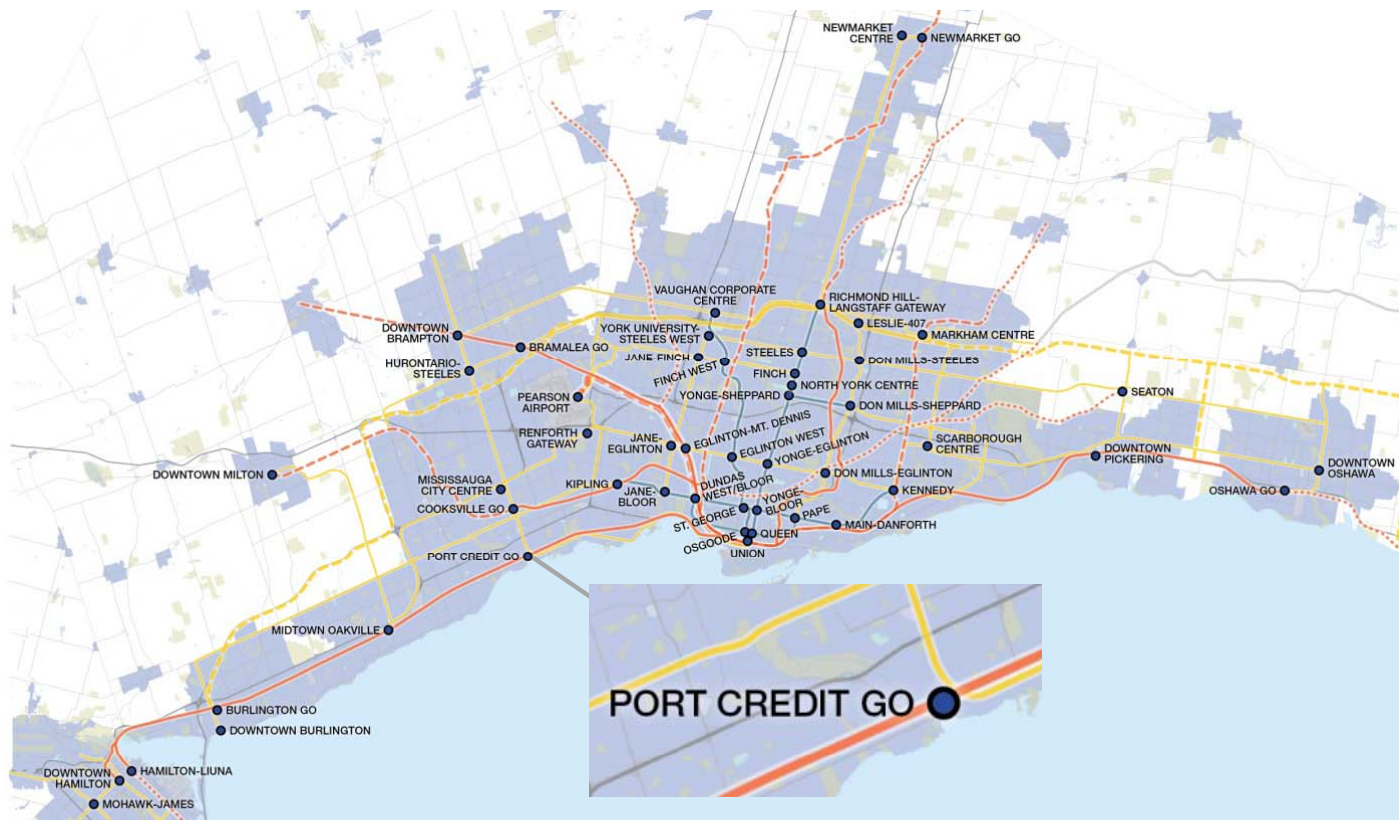 NEWMARKET
CENTRE
NEWMARKET GO
VAUGHAN CORPORATE
CENTRE
RICHMOND HILL-
LANGSTAFF GATEWAY
DOWNTOWN
BRAMPTON
YORK UNIVERSITY-
STEELES WEST
LESLIE-407
MARKHAM CENTRE
BRAMALEA GO
JANE-FINCH
FINCH WEST
STEELES
DON MILLS-STEELES
HURONTARIO-
STEELES
FINCH
NORTH YORK CENTRE
PEARSON
AIRPORT
YONGE-SHEPPARD
DON MILLS-SHEPPARD
SEATON
RENFORTH
GATEWAY
JANE-
EGLINTON
EGLINTON-MT. DENNIS
EGLINTON WEST
YONGE-EGLINTON
SCARBOROUGH
CENTRE
DOWNTOWN
PICKERING
DOWNTOWN
OSHAWA
DOWNTOWN MILTON
MISSISSAUGA
CITY CENTRE
KIPLING
JANE-
BLOOR
DUNDAS
WEST/BLOOR
DON MILLS-EGLINTON
KENNEDY
OSHAWA GO
COOKSVILLE GO
ST. GEORGE
YONGE-
BLOOR
PAPE
MAIN-DANFORTH
OSGOODE
QUEEN
UNION
PORT CREDIT GO
MIDTOWN OAKVILLE
PORT CREDIT GO
BURLINGTON GO
DOWNTOWN BURLINGTON
DOWNTOWN
HAMILTON
HAMILTON-LIUNA
MOHAWK-JAMES